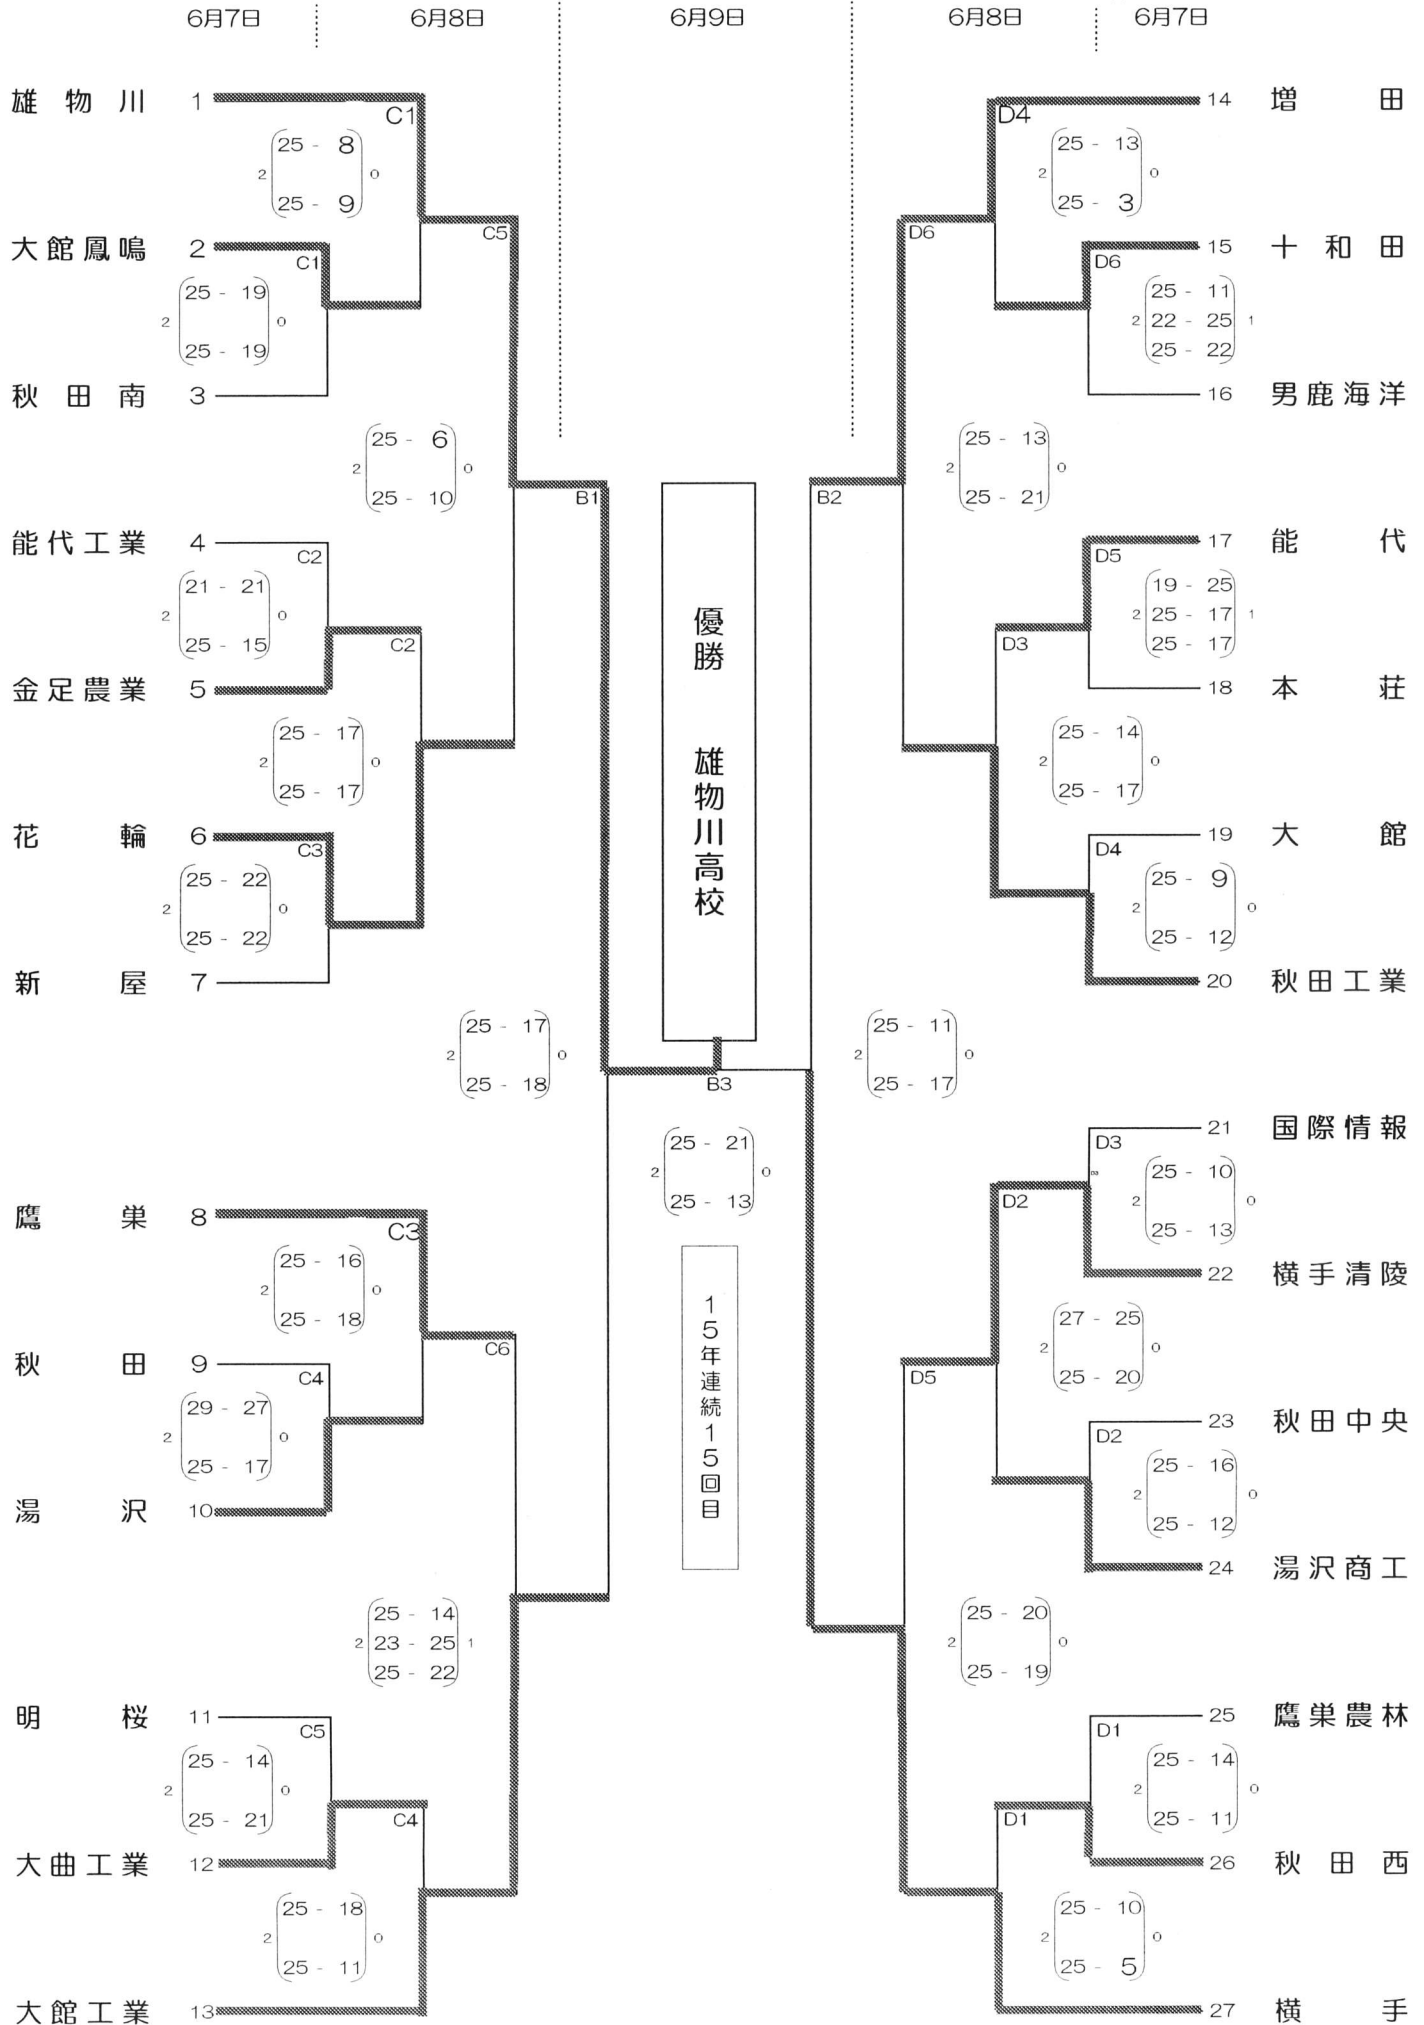 6月7日 6月8日 6月9日 6月8日 6月7日
雄物川 1 C1
2 25 - 8 0
25 - 9
C5
大館鳳鳴 2 C1
25 - 19
2 0
25 - 19
秋田南 3
25 - 6
2 0
25 - 10
B1
能代工業 4 C2
21 - 21
2 0
25 - 15
C2
金足農業 5
25 - 17
2 0
25 - 17
花輪 6 C3
25 - 22
2 0
25 - 22
新屋 7
25 - 17
2 0
25 - 18
鷹巣 8 C3
25 - 16
2 0
25 - 18
C6
秋田 9 C4
29 - 27
2 0
25 - 17
湯沢 10
25 - 14
2 23 - 25 1
25 - 22
明桜 11 C5
25 - 14
2 0
25 - 21
C4
大曲工業 12
25 - 18
2 0
25 - 11
大館工業 13
優勝 雄物川高校
B3
25 - 21
2 0
25 - 13
15年連続15回目
D4 14 増田
25 - 13
2 0
25 - 3
D6
D6 15 十和田
25 - 11
2 22 - 25 1
25 - 22
16 男鹿海洋
25 - 13
2 0
25 - 21
B2
D5 17 能代
19 - 25
2 25 - 17 1
25 - 17
D3
18 本荘
25 - 14
2 0
25 - 17
D4 19 大館
25 - 9
2 0
25 - 12
20 秋田工業
25 - 11
2 0
25 - 17
D3 21 国際情報
25 - 10
2 0
25 - 13
D2
22 横手清陵
27 - 25
2 0
25 - 20
D5
D2 23 秋田中央
25 - 16
2 0
25 - 12
24 湯沢商工
25 - 20
2 0
25 - 19
D1 25 鷹巣農林
25 - 14
2 0
25 - 11
D1
26 秋田西
25 - 10
2 0
25 - 5
27 横手